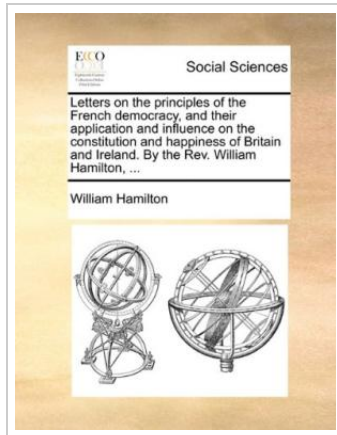 ECCO
Social Sciences
Letters on the principles of the
French democracy, and their
application and influence on the
constitution and happiness of Britain
and Ireland. By the Rev. William
Hamilton, ...
William Hamilton